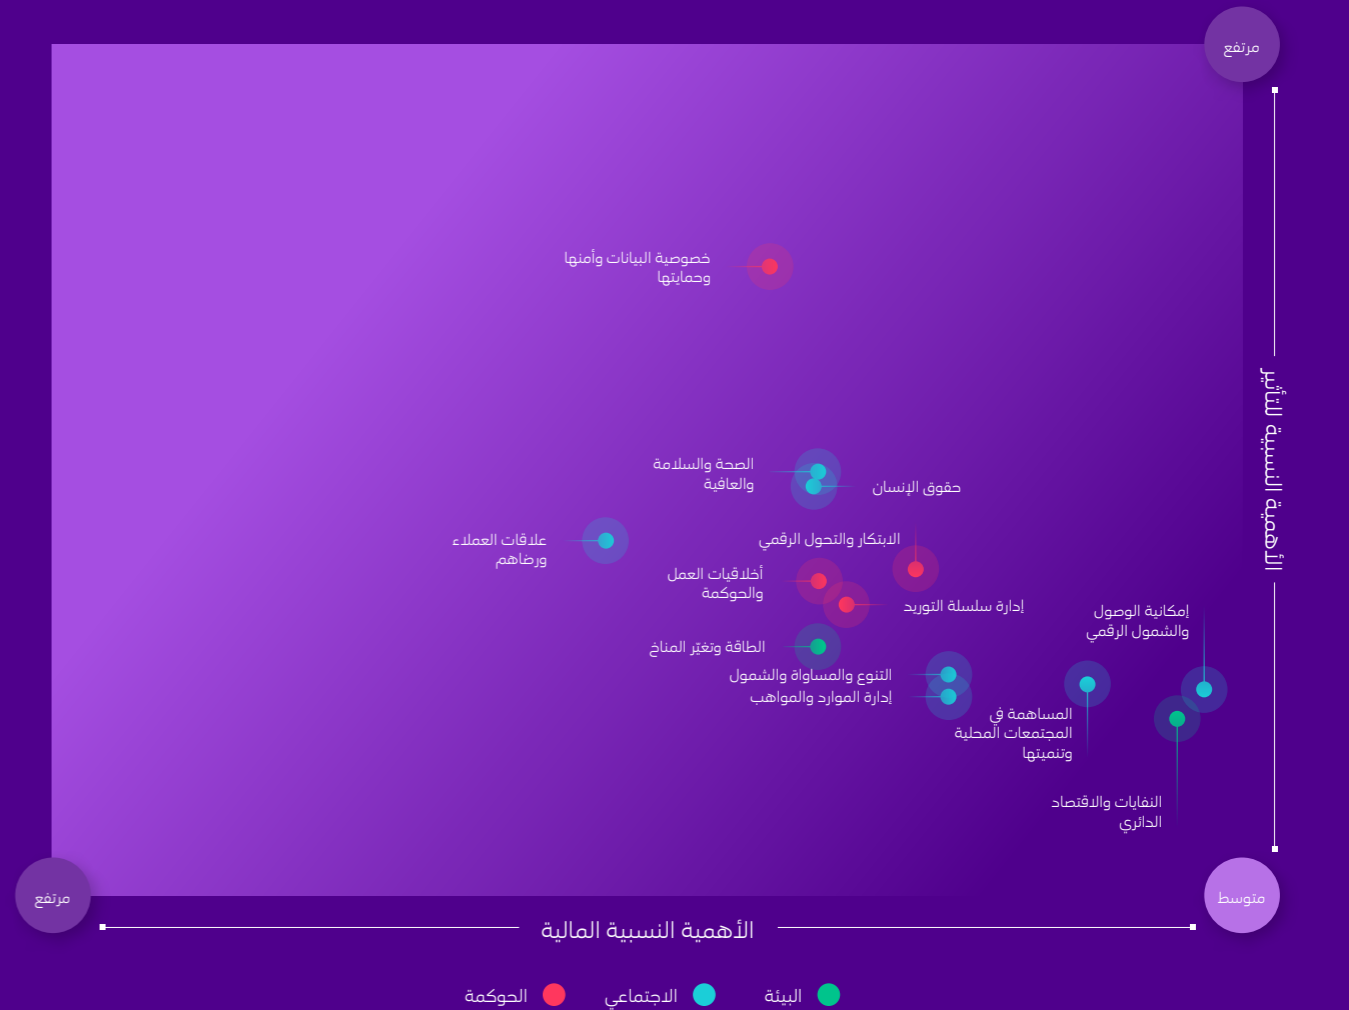 مرتفع
خصوصية البيانات وأمنها
وحمايتها
الأهمية النسبية للتأثير
الصحة والسلامة
والعافية
حقوق الإنسان
علاقات العملاء
ورضاهم
الابتكار والتحول الرقمي
أخلاقيات العمل
والحوكمة
إدارة سلسلة التوريد
إمكانية الوصول
والشمول الرقمي
الطاقة وتغيّر المناخ
التنوع والمساواة والشمول
إدارة الموارد والمواهب
المساهمة في
المجتمعات المحلية
وتنميتها
النفايات والاقتصاد
الدائري
متوسط
مرتفع
الأهمية النسبية المالية
البيئة
الاجتماعي
الحوكمة